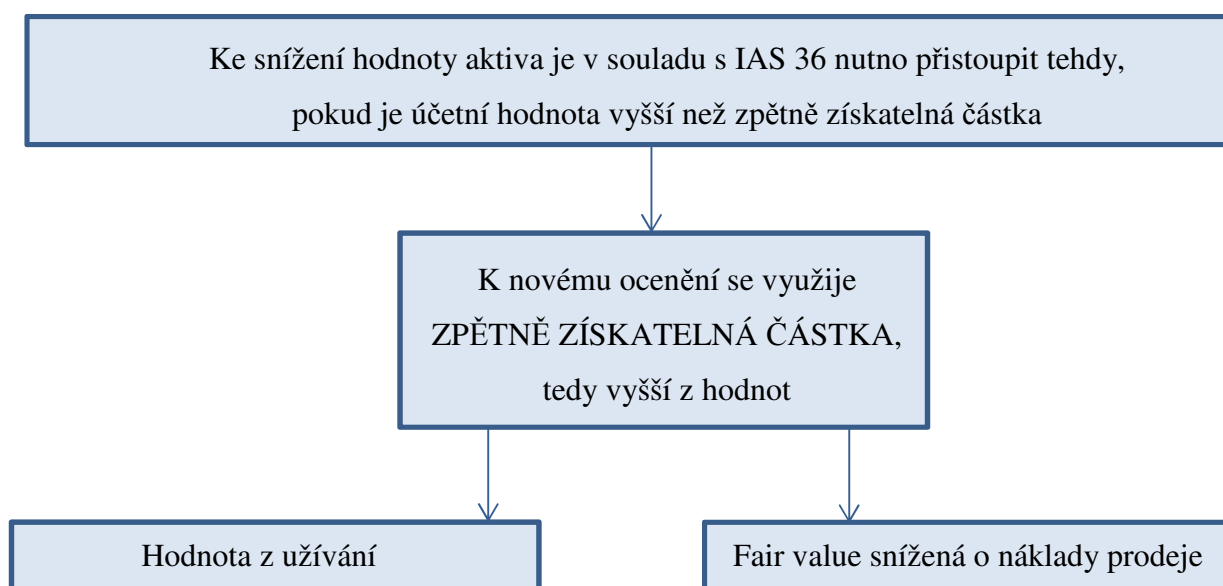 Ke snížení hodnoty aktiva je v souladu s IAS 36 nutno přistoupit tehdy,
pokud je účetní hodnota vyšší než zpětně získatelná částka
K novému ocenění se využije
ZPĚTNĚ ZÍSKATELNÁ ČÁSTKA,
tedy vyšší z hodnot
Hodnota z užívání
Fair value snížená o náklady prodeje